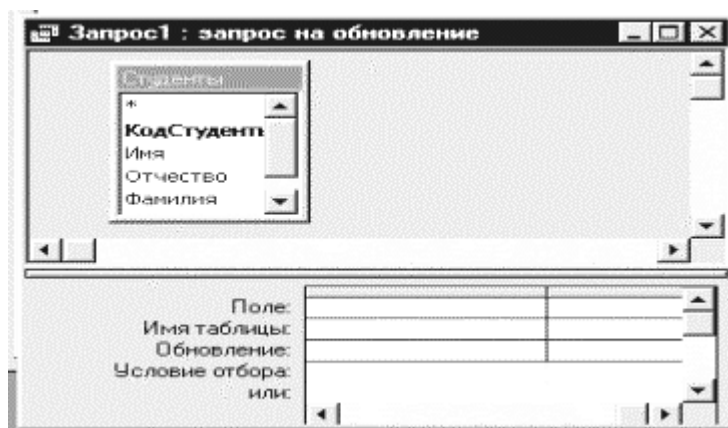 Запрос1 : запрос на обновление
Студенты
*
КодСтудент
Имя
Отчество
Фамилия
Поле:
Имя таблицы:
Обновление:
Условие отбора:
или: